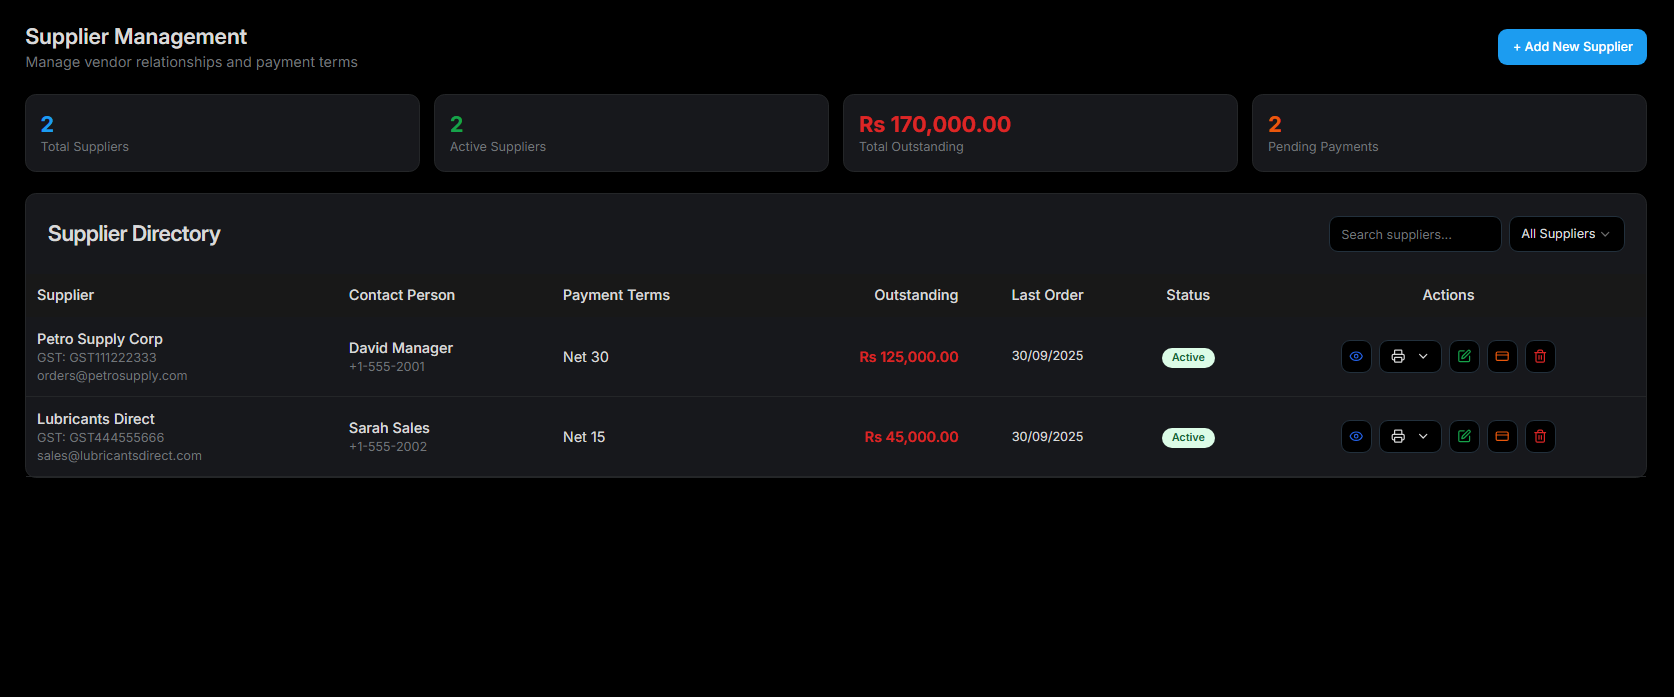 Supplier Management
Manage vendor relationships and payment terms
+ Add New Supplier
2
Total Suppliers
2
Active Suppliers
Rs 170,000.00
Total Outstanding
2
Pending Payments
Supplier Directory
Search suppliers...
All Suppliers
Supplier Contact Person Payment Terms Outstanding Last Order Status Actions
Petro Supply Corp
GST: GST111222333
orders@petrosupply.com
David Manager
+1-555-2001
Net 30
Rs 125,000.00
30/09/2025
Active
Lubricants Direct
GST: GST444555666
sales@lubricantsdirect.com
Sarah Sales
+1-555-2002
Net 15
Rs 45,000.00
30/09/2025
Active